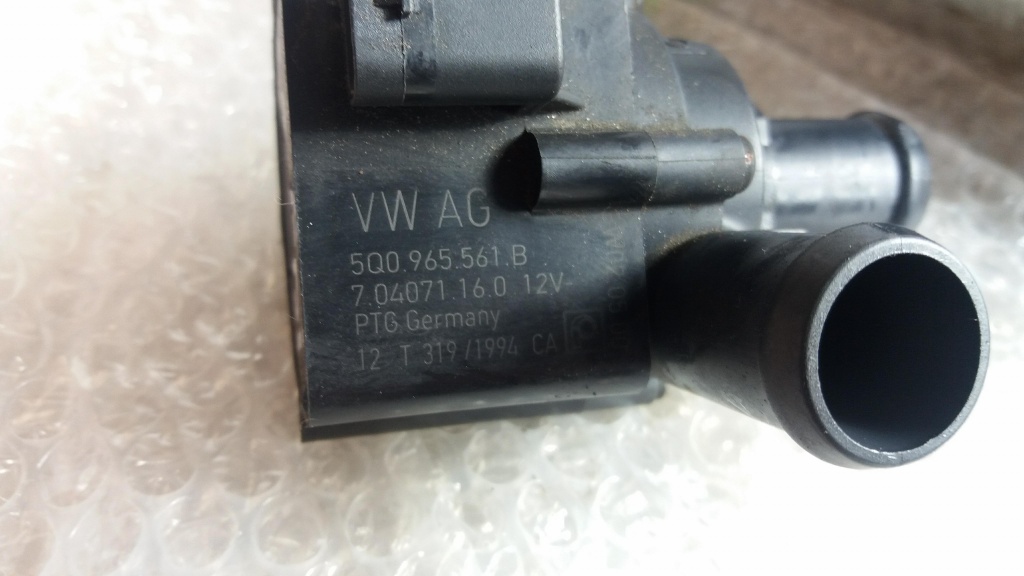 VW AG
5Q0.965.561.B
7.04071.16.0 12V
PTG Germany
12 T 319/1994 CA